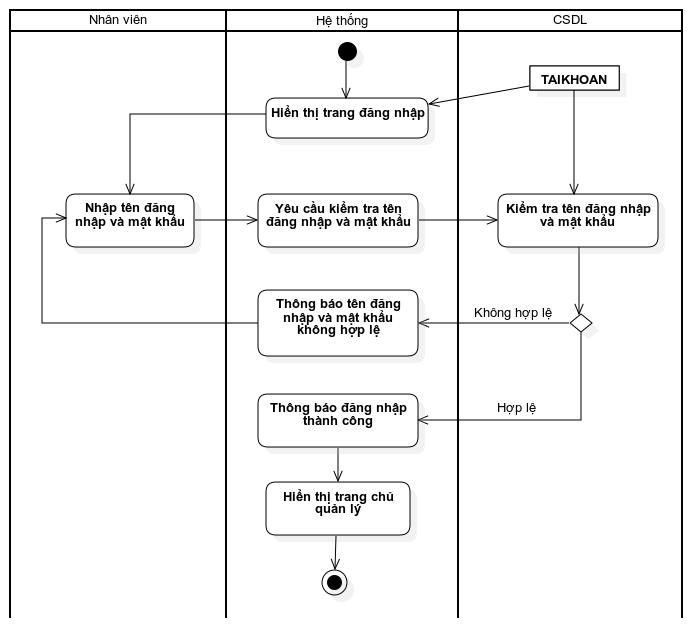 Nhân viên
Hệ thống
CSDL
TAIKHOAN
Hiển thị trang đăng nhập
Nhập tên đăng
nhập và mật khẩu
Yêu cầu kiểm tra tên
đăng nhập và mật khẩu
Kiểm tra tên đăng nhập
và mật khẩu
Thông báo tên đăng
nhập và mật khẩu
không hợp lệ
Không hợp lệ
Thông báo đăng nhập
thành công
Hợp lệ
Hiển thị trang chủ
quản lý